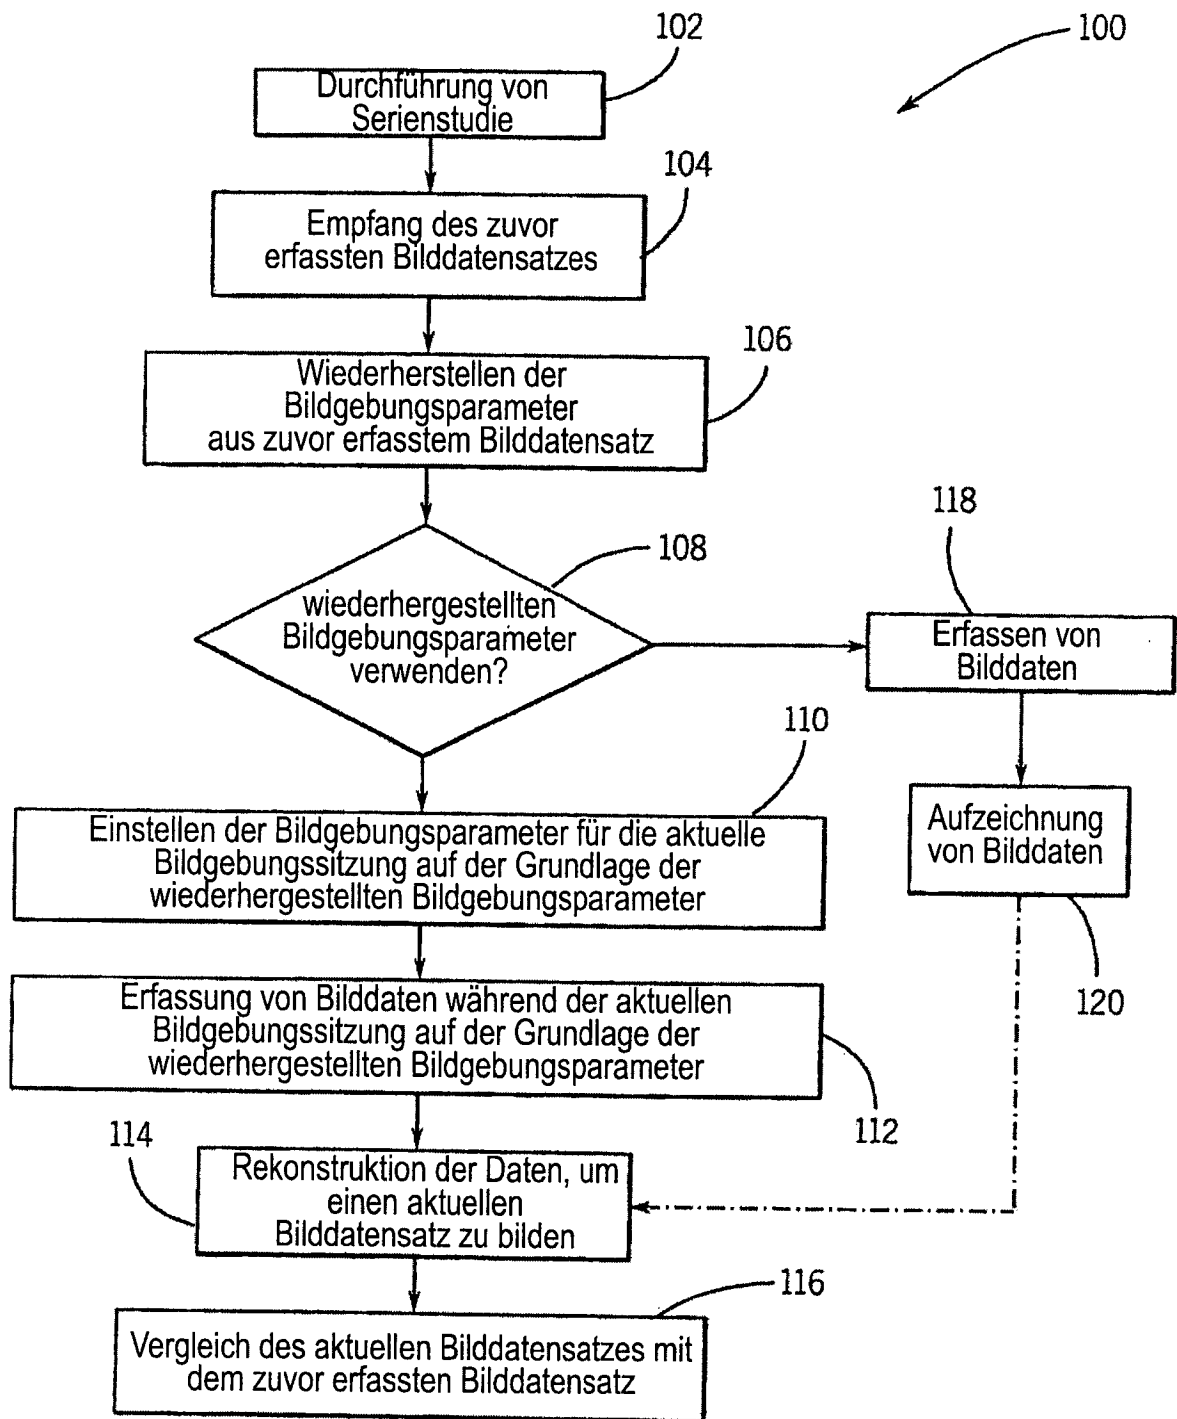 100
102
Durchführung von
Serienstudie
104
Empfang des zuvor
erfassten Bilddatensatzes
106
Wiederherstellen der
Bildgebungsparameter
aus zuvor erfasstem Bilddatensatz
108
wiederhergestellten
Bildgebungsparameter
verwenden?
118
Erfassen von
Bilddaten
110
Einstellen der Bildgebungsparameter für die aktuelle
Bildgebungssitzung auf der Grundlage der
wiederhergestellten Bildgebungsparameter
Aufzeichnung
von Bilddaten
120
Erfassung von Bilddaten während der aktuellen
Bildgebungssitzung auf der Grundlage der
wiederhergestellten Bildgebungsparameter
112
114
Rekonstruktion der Daten, um
einen aktuellen
Bilddatensatz zu bilden
116
Vergleich des aktuellen Bilddatensatzes mit
dem zuvor erfassten Bilddatensatz